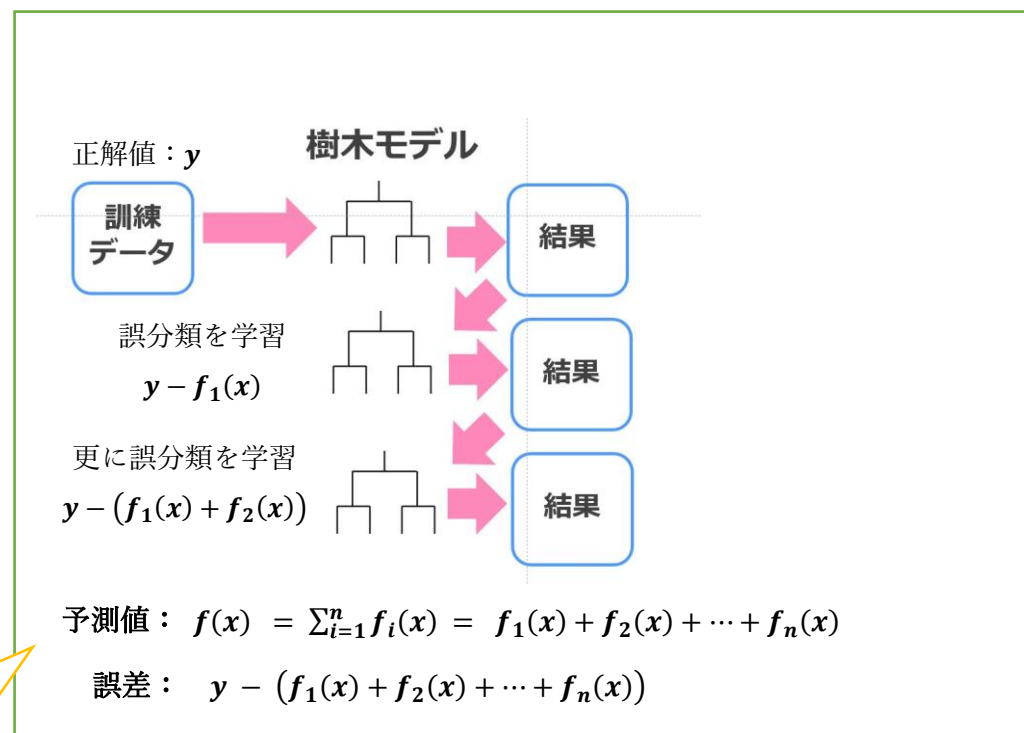 正解値：y
樹木モデル
訓練
データ
結果
誤分類を学習
y − f₁(x)
結果
更に誤分類を学習
y − (f₁(x) + f₂(x))
結果
予測値： f(x) = ∑ⁿᵢ₌₁ fᵢ(x) = f₁(x) + f₂(x) + ⋯ + fₙ(x)
誤差： y − (f₁(x) + f₂(x) + ⋯ + fₙ(x))